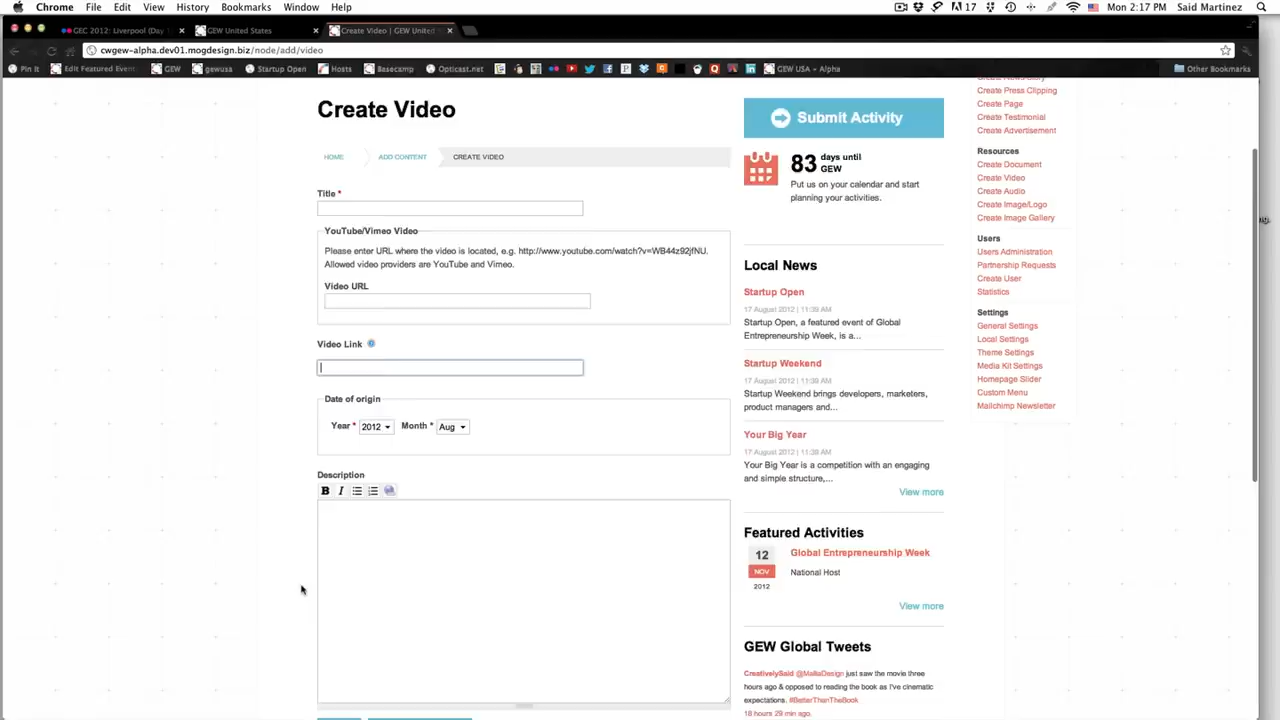 Chrome File Edit View History Bookmarks Window Help
17 Mon 2:17 PM Said Martinez
GEC 2012: Liverpool (Day
GEW United States
Create Video | GEW United
cwgew-alpha.dev01.mogdesign.biz/node/add/video
Pin It Edit Featured Even GEW gewusa Startup Open Hosts Basecamp Opticast.net GEW USA - Alpha Other Bookmarks
Create Video
HOME ADD CONTENT CREATE VIDEO
Title *
YouTube/Vimeo Video
Please enter URL where the video is located, e.g. http://www.youtube.com/watch?v=WB44z92jfNU.
Allowed video providers are YouTube and Vimeo.
Video URL
Video Link
Date of origin
Year * 2012 Month * Aug
Description
B I
Submit Activity
83 days until
GEW
Put us on your calendar and start
planning your activities.
Local News
Startup Open
17 August 2012 | 11:39 AM
Startup Open, a featured event of Global
Entrepreneurship Week, is a...
Startup Weekend
17 August 2012 | 11:39 AM
Startup Weekend brings developers, marketers,
product managers and...
Your Big Year
17 August 2012 | 11:38 AM
Your Big Year is a competition with an engaging
and simple structure,...
View more
Featured Activities
12
NOV
2012
Global Entrepreneurship Week
National Host
View more
GEW Global Tweets
CreativelySaid @MalliaDesign just saw the movie three
hours ago & opposed to reading the book as I've cinematic
expectations. #BetterThanTheBook
18 hours 29 min ago.
Create News Story
Create Press Clipping
Create Page
Create Testimonial
Create Advertisement
Resources
Create Document
Create Video
Create Audio
Create Image/Logo
Create Image Gallery
Users
Users Administration
Partnership Requests
Create User
Statistics
Settings
General Settings
Local Settings
Theme Settings
Media Kit Settings
Homepage Slider
Custom Menu
Mailchimp Newsletter